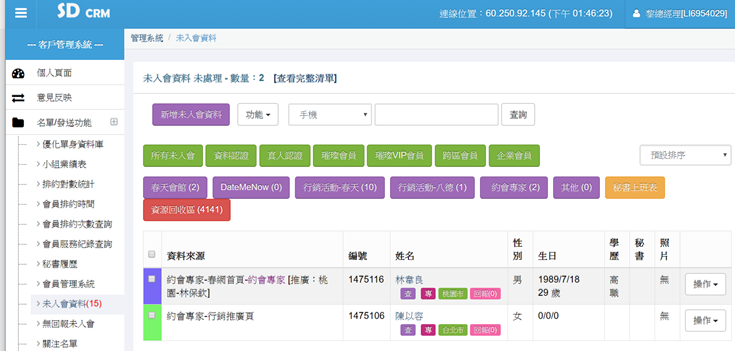 SD CRM
連線位置：60.250.92.145 (下午 01:46:23)
黎總經理[LI6954029]
--- 客戶管理系統 ---
管理系統 / 未入會資料
個人頁面
意見反映
名單/發送功能
優化單身資料庫
小組業績表
排約對數統計
會員排約時間
會員排約次數查詢
會員服務紀錄查詢
秘書履歷
會員管理系統
未入會資料(15)
無回報未入會
關注名單
未入會資料 未處理 - 數量：2 [查看完整清單]
新增未入會資料
功能
手機
查詢
所有未入會
資料認證
真人認證
璀璨會員
璀璨VIP會員
跨區會員
企業會員
預設排序
春天會館 (2)
DateMeNow (0)
行銷活動-春天 (10)
行銷活動-八德 (1)
約會專家 (2)
其他 (0)
秘書上班表
資源回收區 (4141)
資料來源 編號 姓名 性別 生日 學歷 秘書 照片
約會專家-春網首頁-約會專家 [推廣：桃園-林保欽] 1475116 林韋良 男 1989/7/18 高職 無 操作
29 歲
查 專 桃園市 回報(0)
約會專家-行銷推廣頁 1475106 陳以容 女 0/0/0 無 操作
查 專 台北市 回報(0)